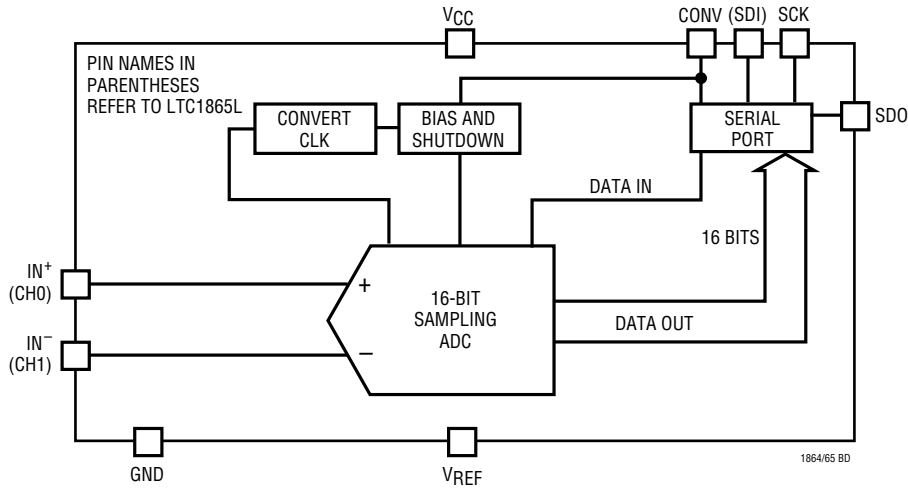 VCC
CONV (SDI) SCK
PIN NAMES IN
PARENTHESES
REFER TO LTC1865L
CONVERT
CLK
BIAS AND
SHUTDOWN
SERIAL
PORT
SDO
DATA IN
16 BITS
IN+
(CH0)
+
16-BIT
SAMPLING
ADC
DATA OUT
IN−
(CH1)
−
GND
VREF
1864/65 BD